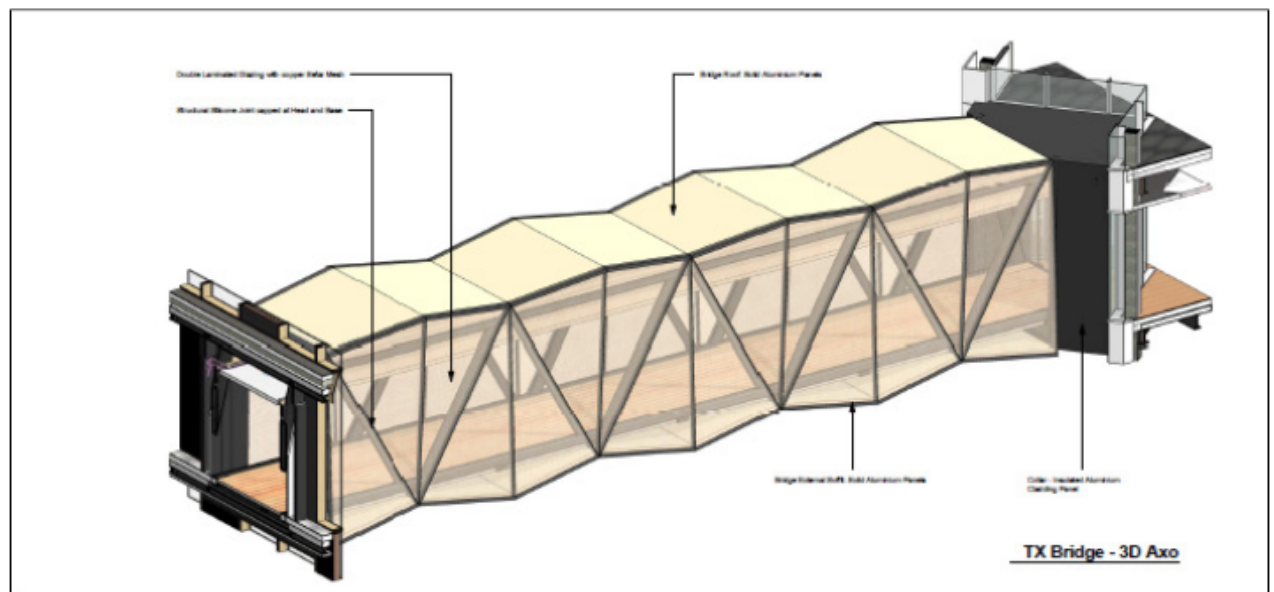 Double Laminated Glazing with copper Sefar Mesh
Bridge Roof: Solid Aluminium Panels
Structural Silicone Joint capped at Head and Base
Bridge External Soffit: Solid Aluminium Panels
Collar - Insulated Aluminium
Cladding Panel
TX Bridge - 3D Axo